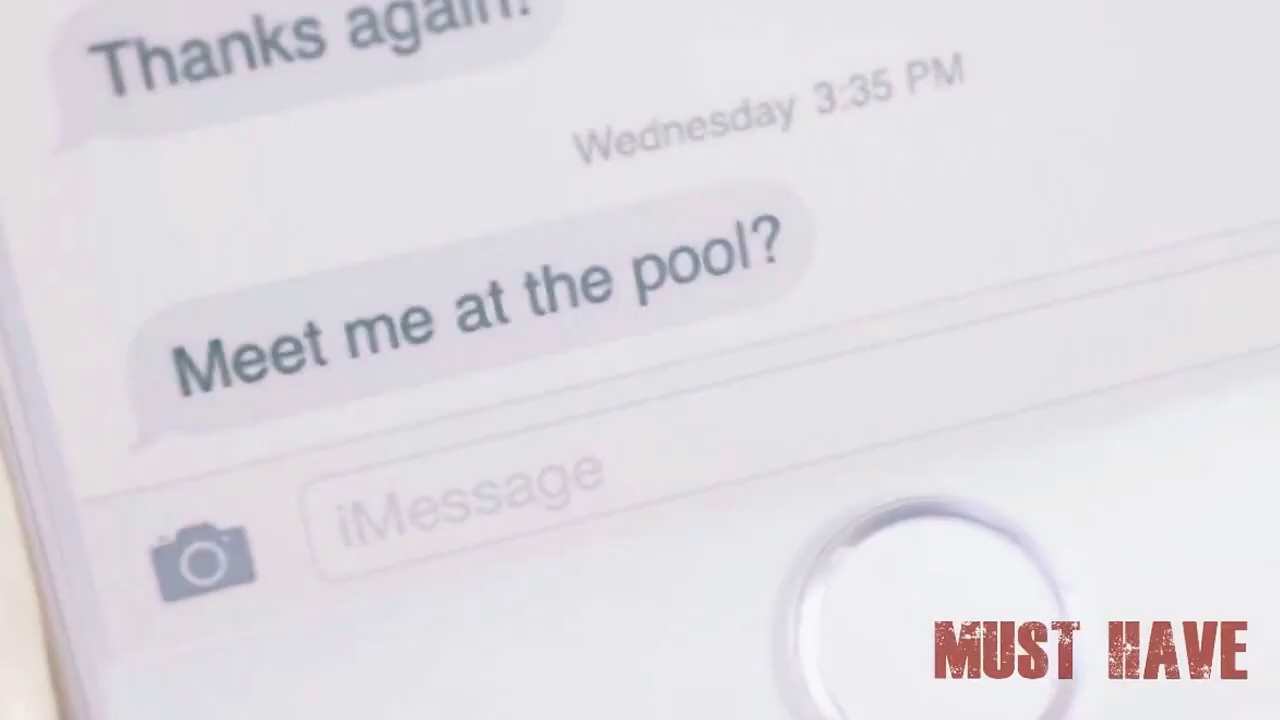 Thanks again!
Wednesday 3:35 PM
Meet me at the pool?
iMessage
MUST HAVE